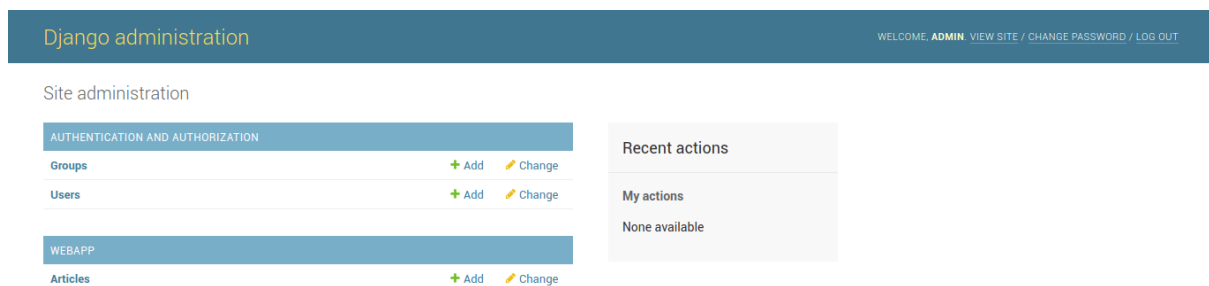 Django administration
WELCOME, ADMIN. VIEW SITE / CHANGE PASSWORD / LOG OUT
Site administration
AUTHENTICATION AND AUTHORIZATION
Groups Add Change
Users Add Change
WEBAPP
Articles Add Change
Recent actions
My actions
None available